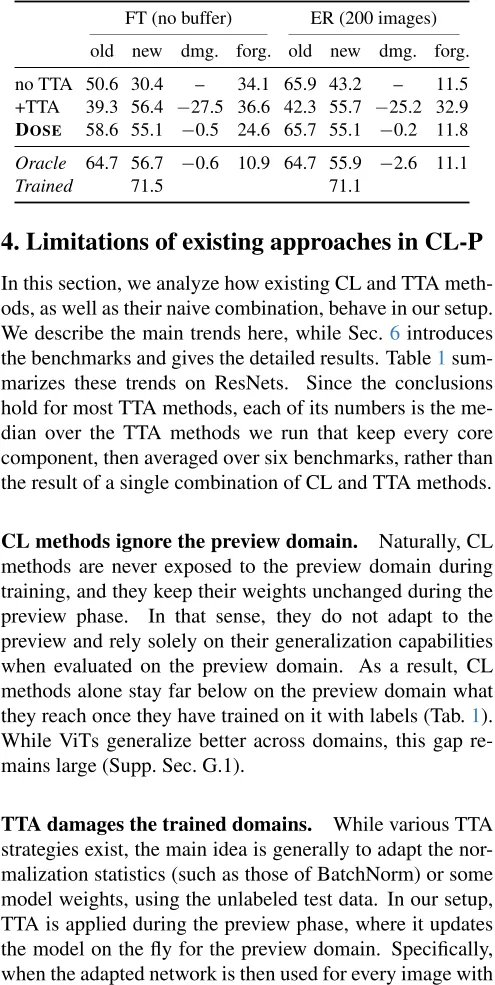 FT (no buffer) ER (200 images)
old new dmg. forg. old new dmg. forg.
no TTA 50.6 30.4 – 34.1 65.9 43.2 – 11.5
+TTA 39.3 56.4 −27.5 36.6 42.3 55.7 −25.2 32.9
DOSE 58.6 55.1 −0.5 24.6 65.7 55.1 −0.2 11.8
Oracle 64.7 56.7 −0.6 10.9 64.7 55.9 −2.6 11.1
Trained 71.5 71.1
4. Limitations of existing approaches in CL-P
In this section, we analyze how existing CL and TTA meth-
ods, as well as their naive combination, behave in our setup.
We describe the main trends here, while Sec. 6 introduces
the benchmarks and gives the detailed results. Table 1 sum-
marizes these trends on ResNets. Since the conclusions
hold for most TTA methods, each of its numbers is the me-
dian over the TTA methods we run that keep every core
component, then averaged over six benchmarks, rather than
the result of a single combination of CL and TTA methods.
CL methods ignore the preview domain. Naturally, CL
methods are never exposed to the preview domain during
training, and they keep their weights unchanged during the
preview phase. In that sense, they do not adapt to the
preview and rely solely on their generalization capabilities
when evaluated on the preview domain. As a result, CL
methods alone stay far below on the preview domain what
they reach once they have trained on it with labels (Tab. 1).
While ViTs generalize better across domains, this gap re-
mains large (Supp. Sec. G.1).
TTA damages the trained domains. While various TTA
strategies exist, the main idea is generally to adapt the nor-
malization statistics (such as those of BatchNorm) or some
model weights, using the unlabeled test data. In our setup,
TTA is applied during the preview phase, where it updates
the model on the fly for the preview domain. Specifically,
when the adapted network is then used for every image with